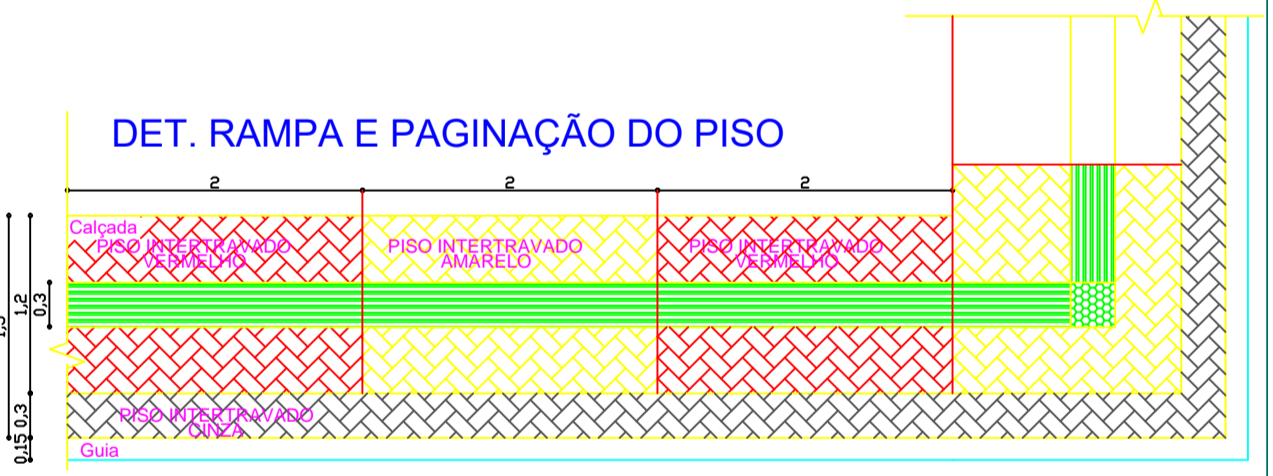 DET. RAMPA E PAGINAÇÃO DO PISO
2
2
2
Calçada
PISO INTERTRAVADO
VERMELHO
PISO INTERTRAVADO
AMARELO
PISO INTERTRAVADO
VERMELHO
1,2
0,3
0,3
PISO INTERTRAVADO
CINZA
0,15
Guia